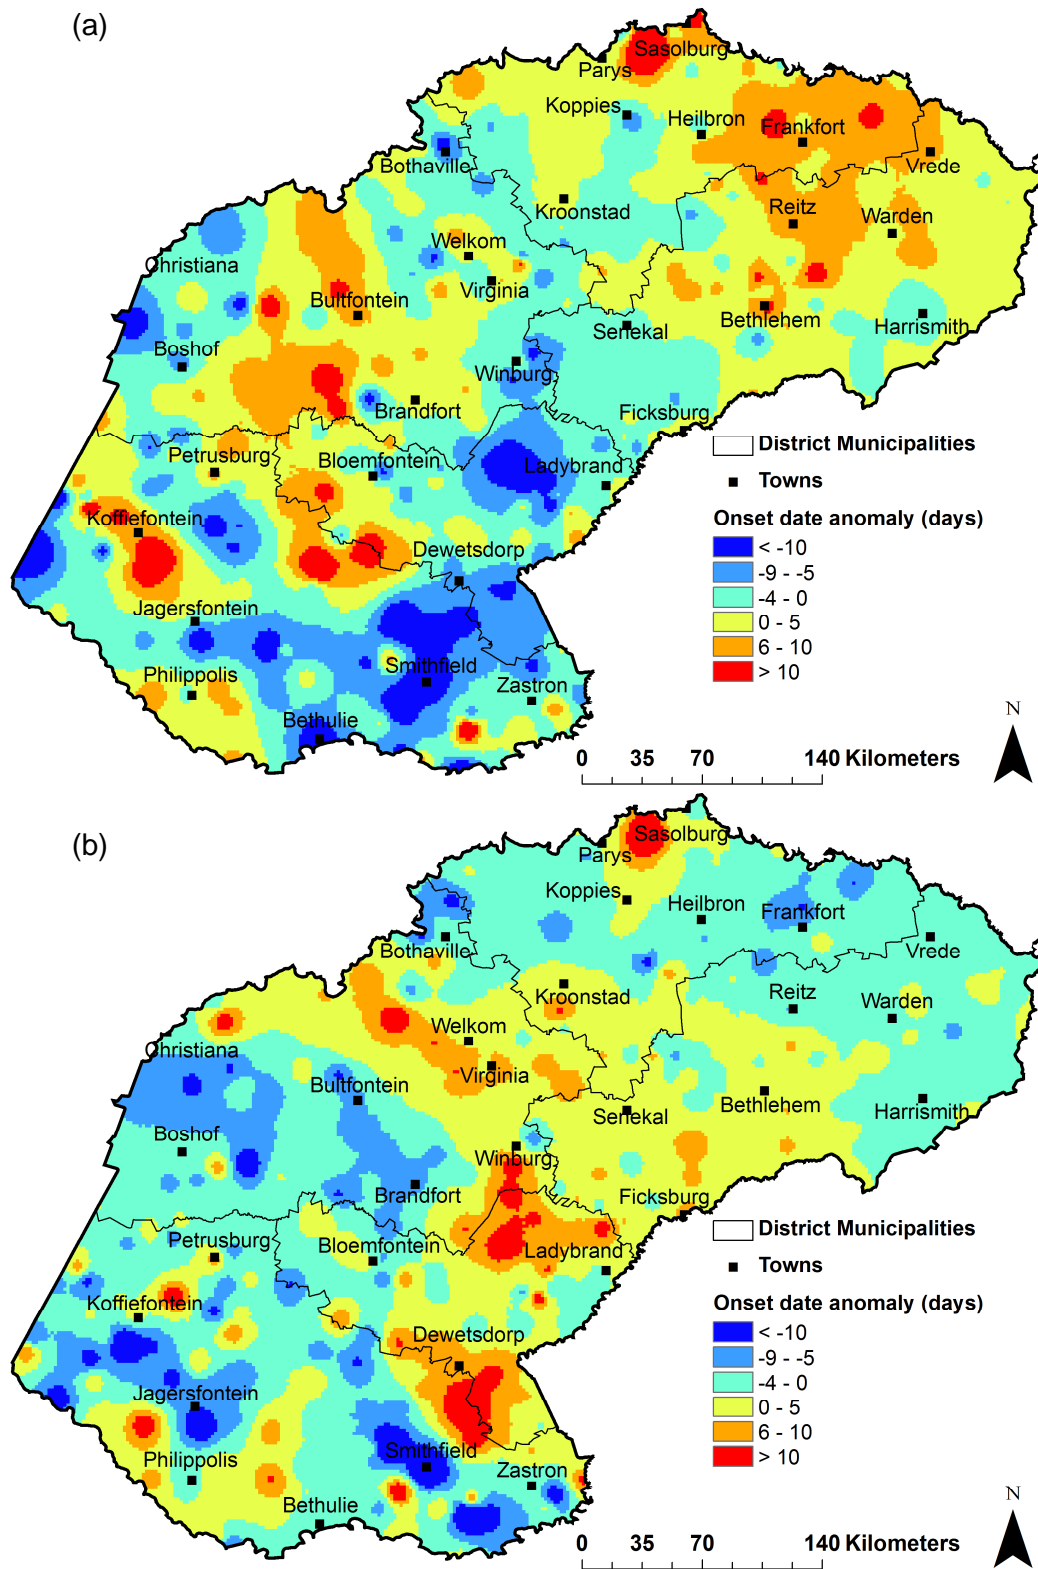 (a)
Sasolburg
Parys
Koppies
Heilbron
Frankfort
Vrede
Bothaville
Kroonstad
Reitz
Warden
Welkom
Christiana
Virginia
Bultfontein
Bethlehem
Harrismith
Senekal
Boshof
Winburg
Brandfort
Ficksburg
Petrusburg
Bloemfontein
Ladybrand
Koffiefontein
Dewetsdorp
Jagersfontein
Philippolis
Smithfield
Zastron
Bethulie
District Municipalities
Towns
Onset date anomaly (days)
< -10
-9 - -5
-4 - 0
0 - 5
6 - 10
> 10
N
0 35 70 140 Kilometers
(b)
Sasolburg
Parys
Koppies
Heilbron
Frankfort
Vrede
Bothaville
Kroonstad
Reitz
Warden
Welkom
Christiana
Virginia
Bultfontein
Bethlehem
Harrismith
Senekal
Boshof
Winburg
Brandfort
Ficksburg
Petrusburg
Bloemfontein
Ladybrand
Koffiefontein
Dewetsdorp
Jagersfontein
Philippolis
Smithfield
Zastron
Bethulie
District Municipalities
Towns
Onset date anomaly (days)
< -10
-9 - -5
-4 - 0
0 - 5
6 - 10
> 10
N
0 35 70 140 Kilometers